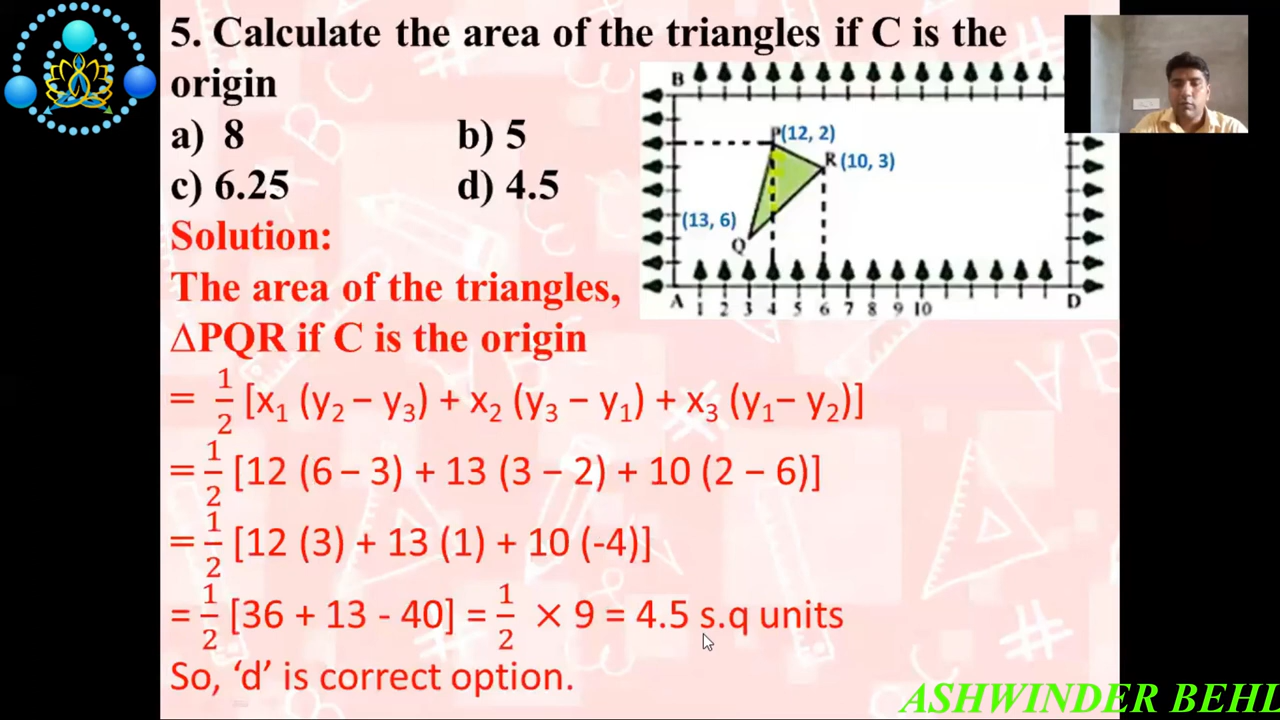 5. Calculate the area of the triangles if C is the
origin
a) 8 b) 5
c) 6.25 d) 4.5
B
P(12, 2)
R (10, 3)
(13, 6)
Q
A 1 2 3 4 5 6 7 8 9 10 D
Solution:
The area of the triangles,
∆PQR if C is the origin
= 1/2 [x₁ (y₂ – y₃) + x₂ (y₃ – y₁) + x₃ (y₁– y₂)]
= 1/2 [12 (6 – 3) + 13 (3 – 2) + 10 (2 – 6)]
= 1/2 [12 (3) + 13 (1) + 10 (-4)]
= 1/2 [36 + 13 - 40] = 1/2 × 9 = 4.5 s.q units
So, ‘d’ is correct option.
ASHWINDER BEHL